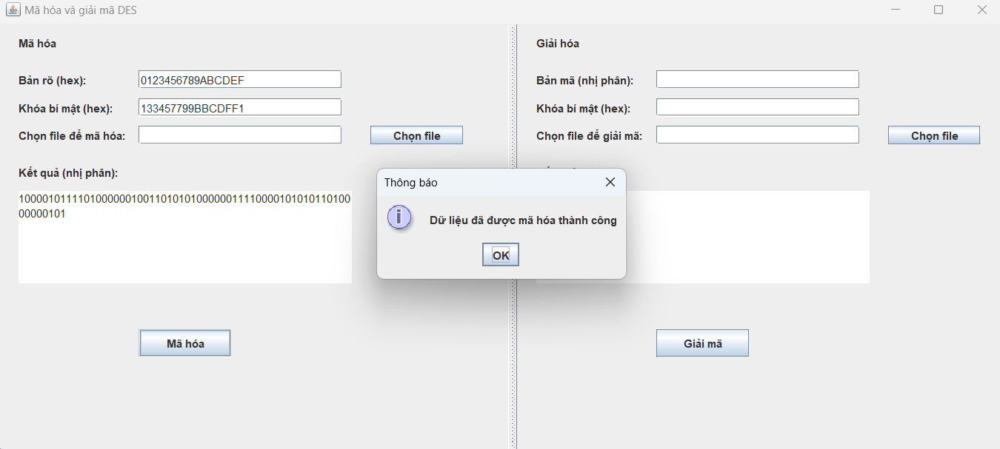 Mã hóa và giải mã DES
Mã hóa
Bản rõ (hex): 0123456789ABCDEF
Khóa bí mật (hex): 133457799BBCDFF1
Chọn file để mã hóa: Chọn file
Kết quả (nhị phân):
10000101111010000001001101010100000011110000101010110100
00000101
Mã hóa
Giải hóa
Bản mã (nhị phân):
Khóa bí mật (hex):
Chọn file để giải mã: Chọn file
Giải mã
Thông báo
Dữ liệu đã được mã hóa thành công
OK